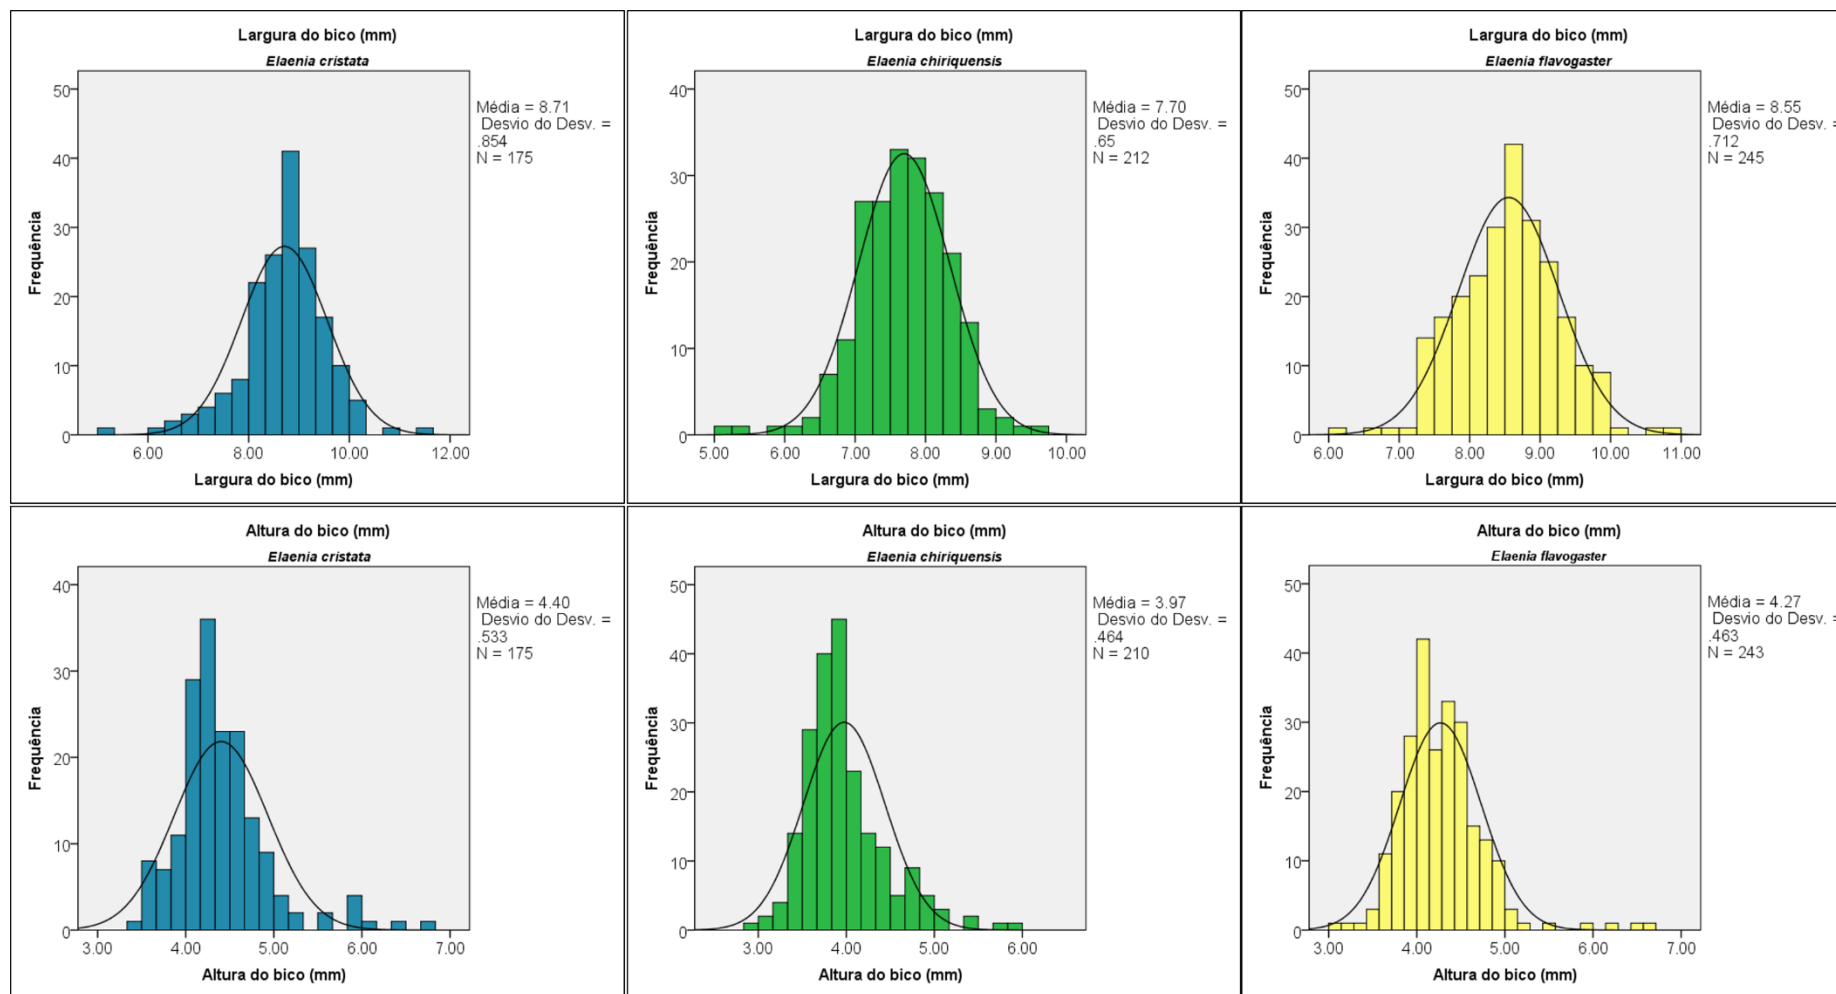 Largura do bico (mm)
Elaenia cristata
50
40
30
20
10
0
Frequência
6.00 8.00 10.00 12.00
Largura do bico (mm)
Média = 8.71
Desvio do Desv. =
.854
N = 175
Largura do bico (mm)
Elaenia chiriquensis
40
30
20
10
0
Frequência
5.00 6.00 7.00 8.00 9.00 10.00
Largura do bico (mm)
Média = 7.70
Desvio do Desv. =
.65
N = 212
Largura do bico (mm)
Elaenia flavogaster
50
40
30
20
10
0
Frequência
6.00 7.00 8.00 9.00 10.00 11.00
Largura do bico (mm)
Média = 8.55
Desvio do Desv. =
.712
N = 245
Altura do bico (mm)
Elaenia cristata
40
30
20
10
0
Frequência
3.00 4.00 5.00 6.00 7.00
Altura do bico (mm)
Média = 4.40
Desvio do Desv. =
.533
N = 175
Altura do bico (mm)
Elaenia chiriquensis
50
40
30
20
10
0
Frequência
3.00 4.00 5.00 6.00
Altura do bico (mm)
Média = 3.97
Desvio do Desv. =
.464
N = 210
Altura do bico (mm)
Elaenia flavogaster
50
40
30
20
10
0
Frequência
3.00 4.00 5.00 6.00 7.00
Altura do bico (mm)
Média = 4.27
Desvio do Desv. =
.463
N = 243